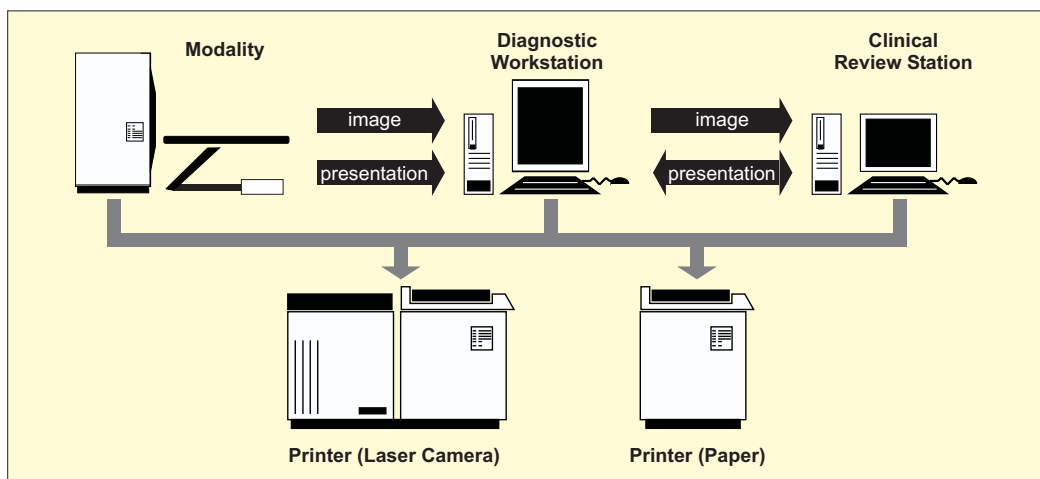 Modality
Diagnostic
Workstation
Clinical
Review Station
image
image
presentation
presentation
Printer (Laser Camera)
Printer (Paper)